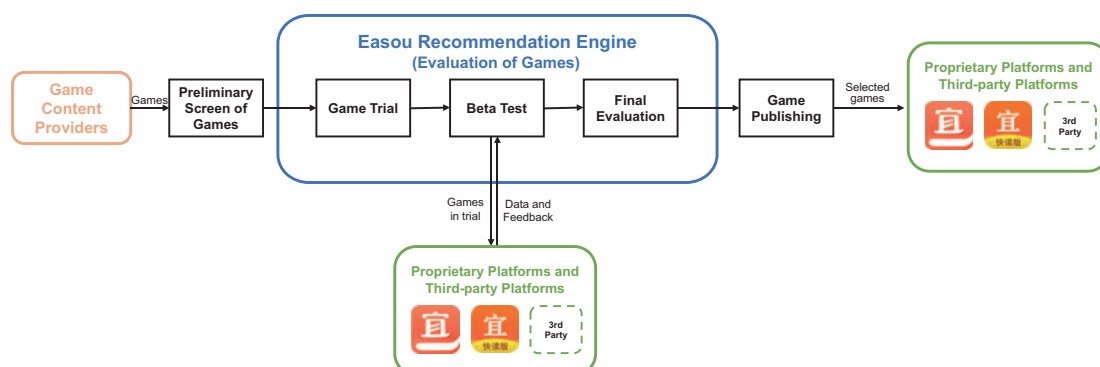 Easou Recommendation Engine
(Evaluation of Games)
Game
Content
Providers
Games
Preliminary
Screen of
Games
Game Trial
Beta Test
Final
Evaluation
Game
Publishing
Selected
games
Proprietary Platforms and
Third-party Platforms
宜
宜
快读版
3rd
Party
Games
in trial
Data and
Feedback
Proprietary Platforms and
Third-party Platforms
宜
宜
快读版
3rd
Party